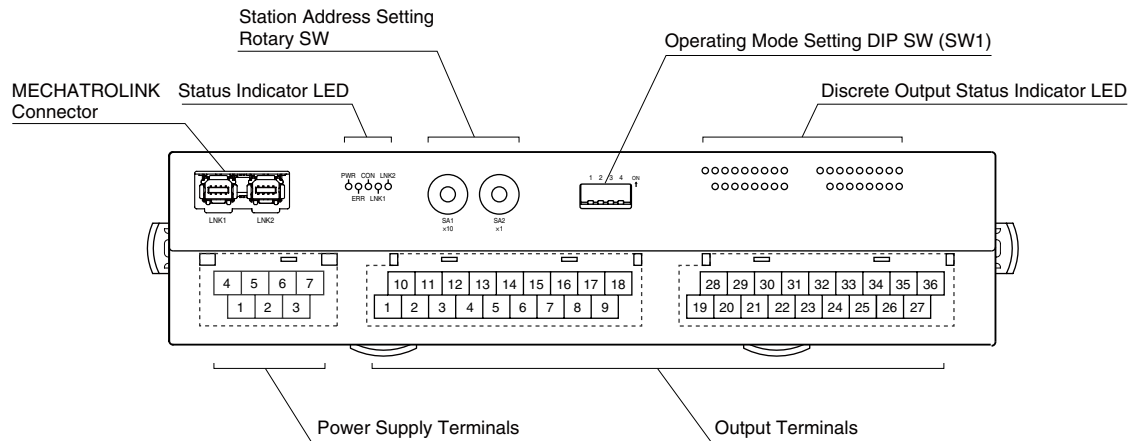 Station Address Setting
Rotary SW
Operating Mode Setting DIP SW (SW1)
MECHATROLINK
Connector
Status Indicator LED
Discrete Output Status Indicator LED
PWR CON LNK2
ERR LNK1
1 2 3 4 ON
LNK1 LNK2
SA1
×10
SA2
×1
4 5 6 7
1 2 3
10 11 12 13 14 15 16 17 18
1 2 3 4 5 6 7 8 9
28 29 30 31 32 33 34 35 36
19 20 21 22 23 24 25 26 27
Power Supply Terminals
Output Terminals